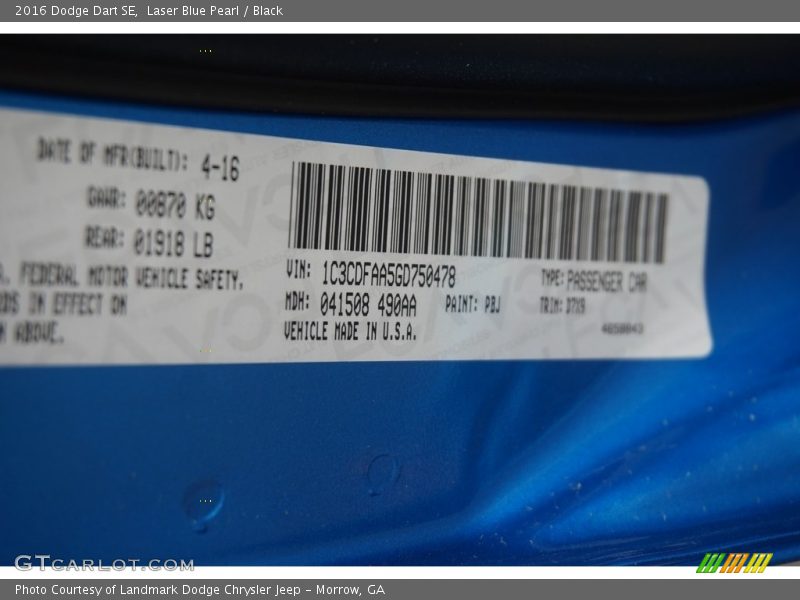 2016 Dodge Dart SE, Laser Blue Pearl / Black
DATE OF MFR(BUILT): 4-16
GAWR: 00870 KG
REAR: 01918 LB
S. FEDERAL MOTOR VEHICLE SAFETY,
DS IN EFFECT ON
N ABOVE.
VIN: 1C3CDFAA5GD750478
TYPE: PASSENGER CAR
MDH: 041508 490AA
PAINT: PBJ
TRIM: D7X9
VEHICLE MADE IN U.S.A.
GTCARLOT.COM
Photo Courtesy of Landmark Dodge Chrysler Jeep - Morrow, GA